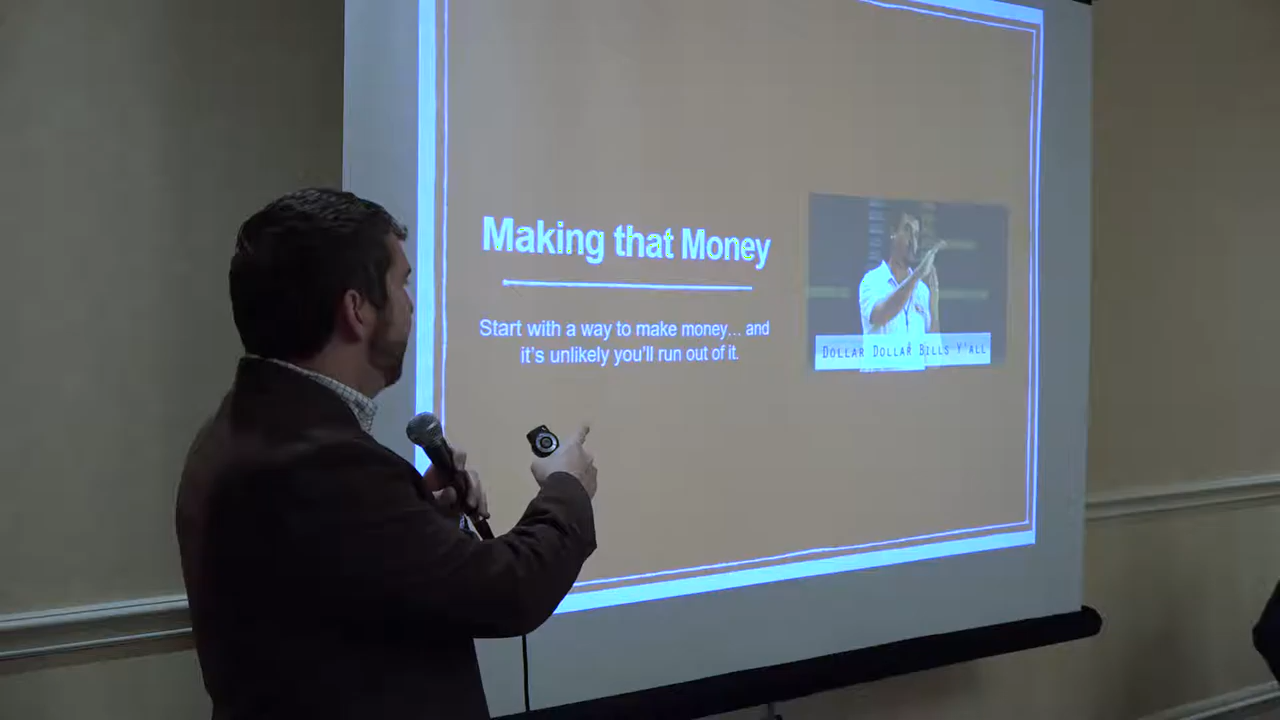 Making that Money
Start with a way to make money... and
it's unlikely you'll run out of it.
Dollar Dollar Bills Y'all